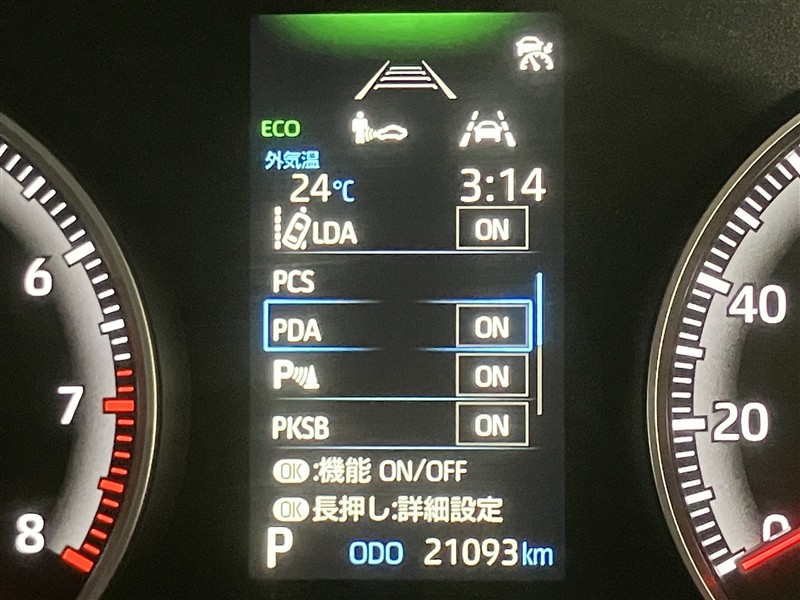 ECO
外気温
24℃ 3:14
LDA ON
PCS
PDA ON
P ON
PKSB ON
OK:機能 ON/OFF
OK長押し:詳細設定
P ODO 21093km
6
7
8
40
20
0